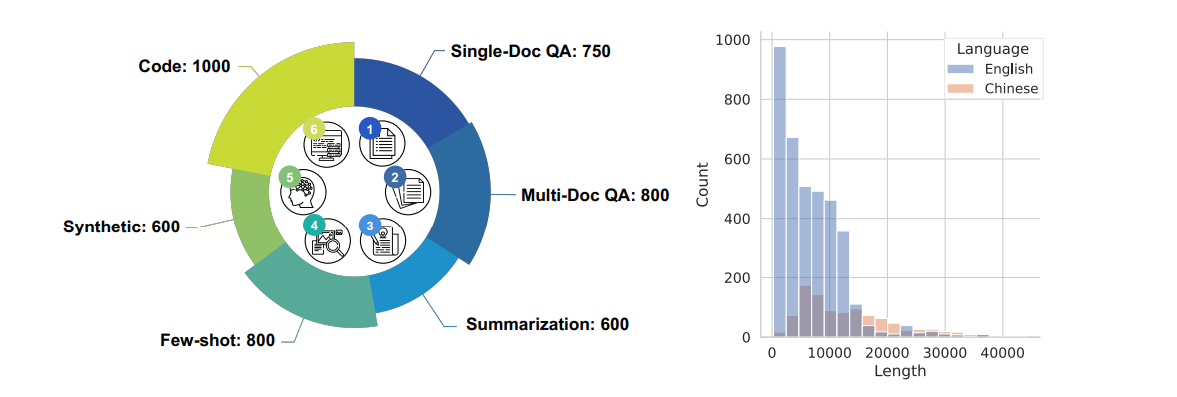 Code: 1000
Single-Doc QA: 750
Multi-Doc QA: 800
Summarization: 600
Few-shot: 800
Synthetic: 600
1
2
3
4
5
6
Language
English
Chinese
Count
1000
800
600
400
200
0
0 10000 20000 30000 40000
Length